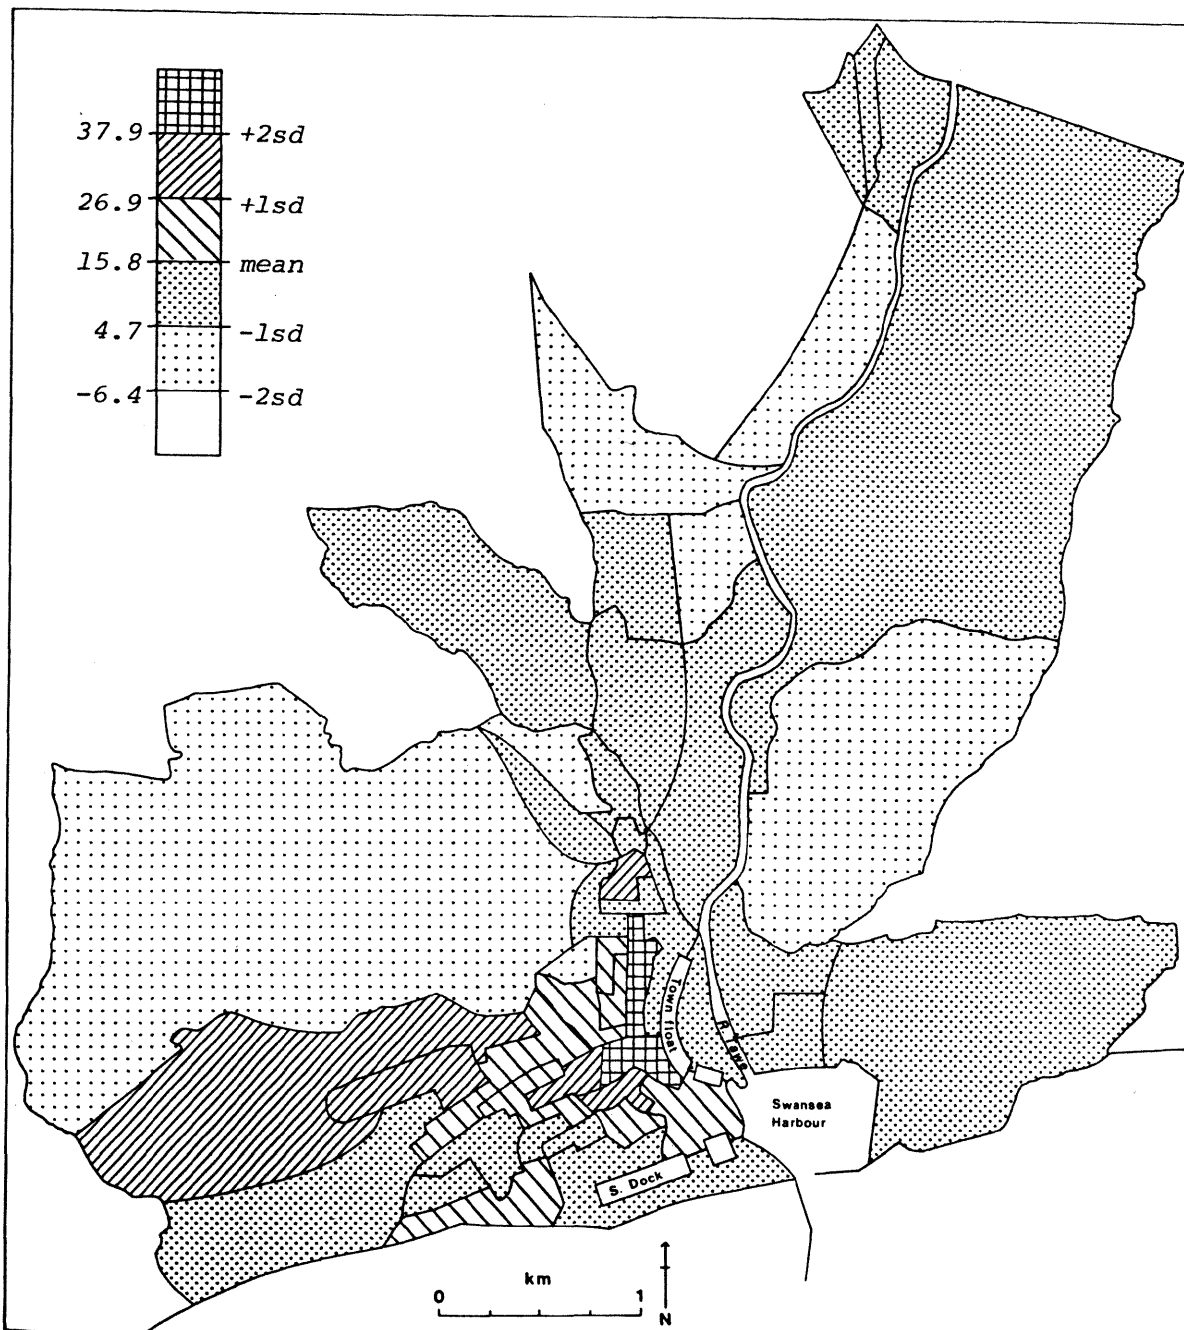 37.9 +2sd
26.9 +1sd
15.8 mean
4.7 -1sd
-6.4 -2sd
Town float
R. Tawe
Swansea
Harbour
S. Dock
km
0 1
N